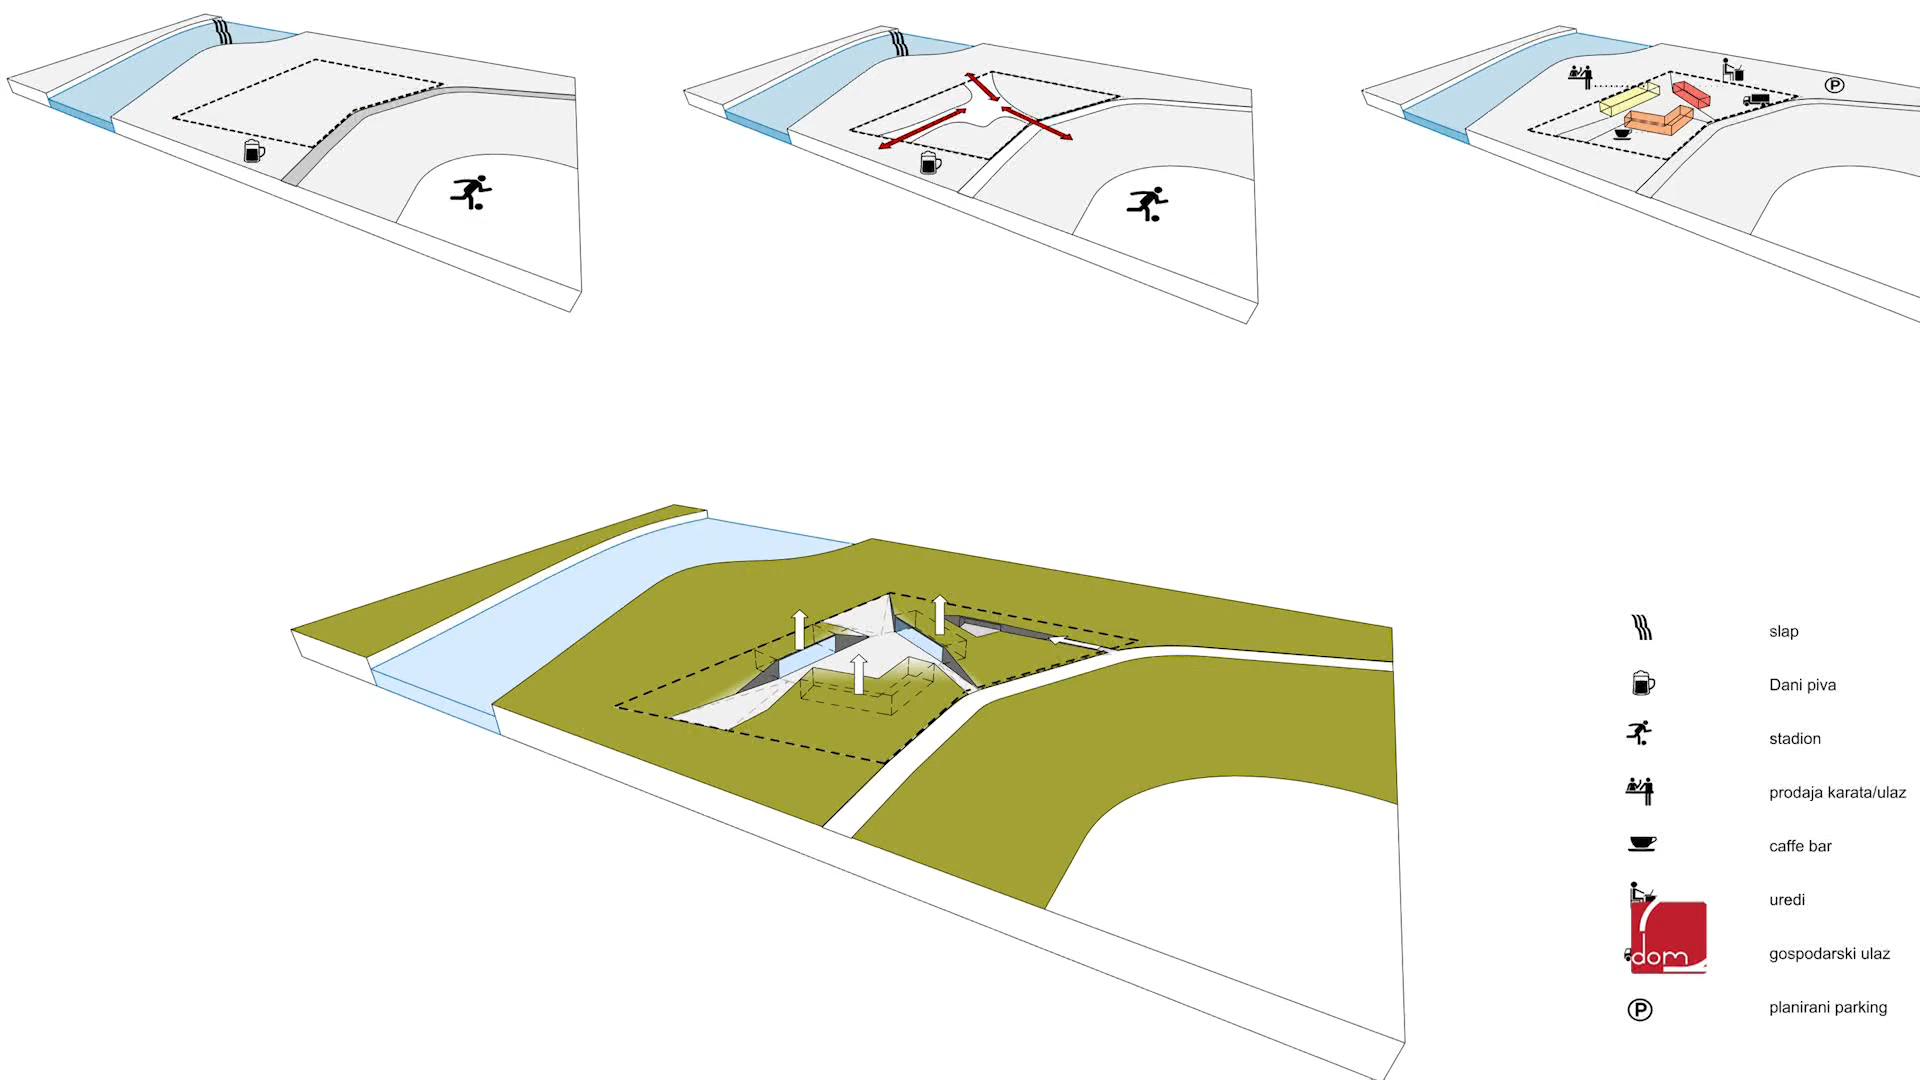 P
slap
Dani piva
stadion
prodaja karata/ulaz
caffe bar
uredi
dom
gospodarski ulaz
P
planirani parking